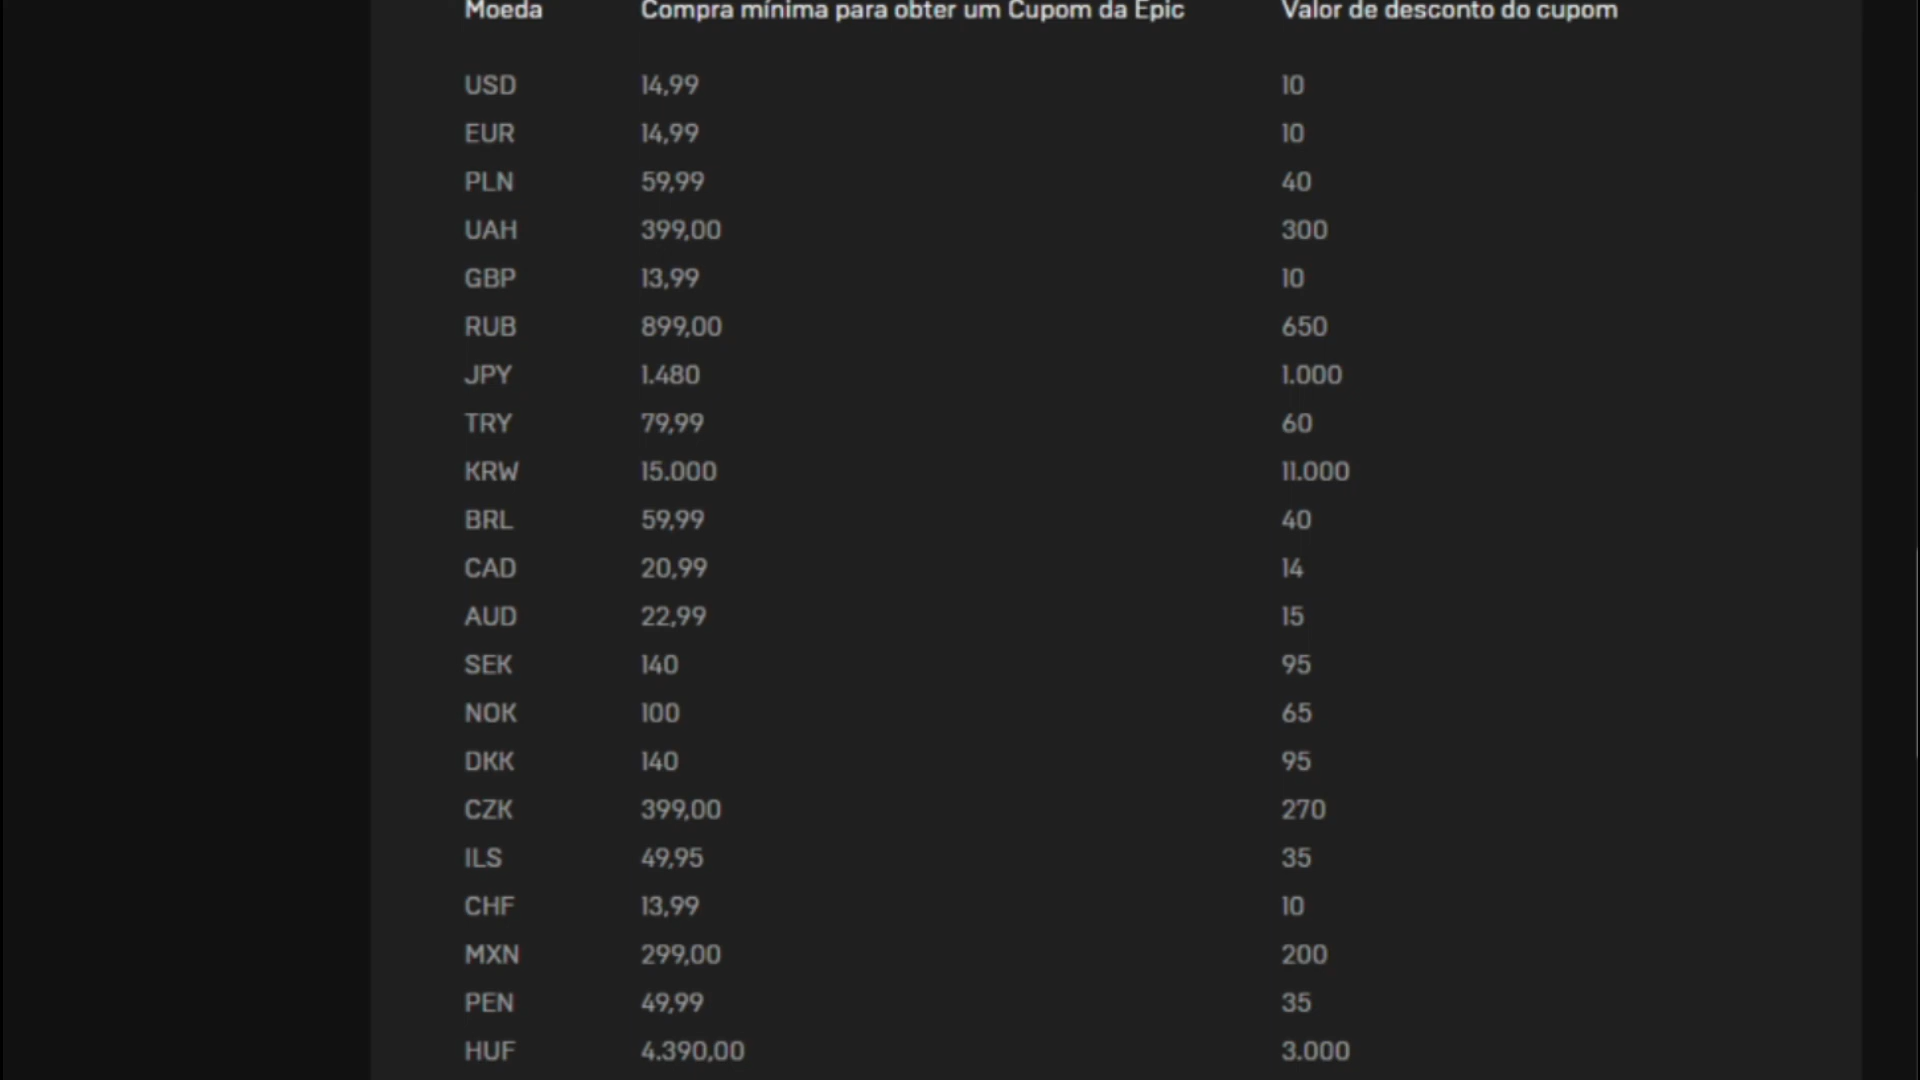 Moeda Compra mínima para obter um Cupom da Epic Valor de desconto do cupom
USD 14,99 10
EUR 14,99 10
PLN 59,99 40
UAH 399,00 300
GBP 13,99 10
RUB 899,00 650
JPY 1.480 1.000
TRY 79,99 60
KRW 15.000 11.000
BRL 59,99 40
CAD 20,99 14
AUD 22,99 15
SEK 140 95
NOK 100 65
DKK 140 95
CZK 399,00 270
ILS 49,95 35
CHF 13,99 10
MXN 299,00 200
PEN 49,99 35
HUF 4.390,00 3.000